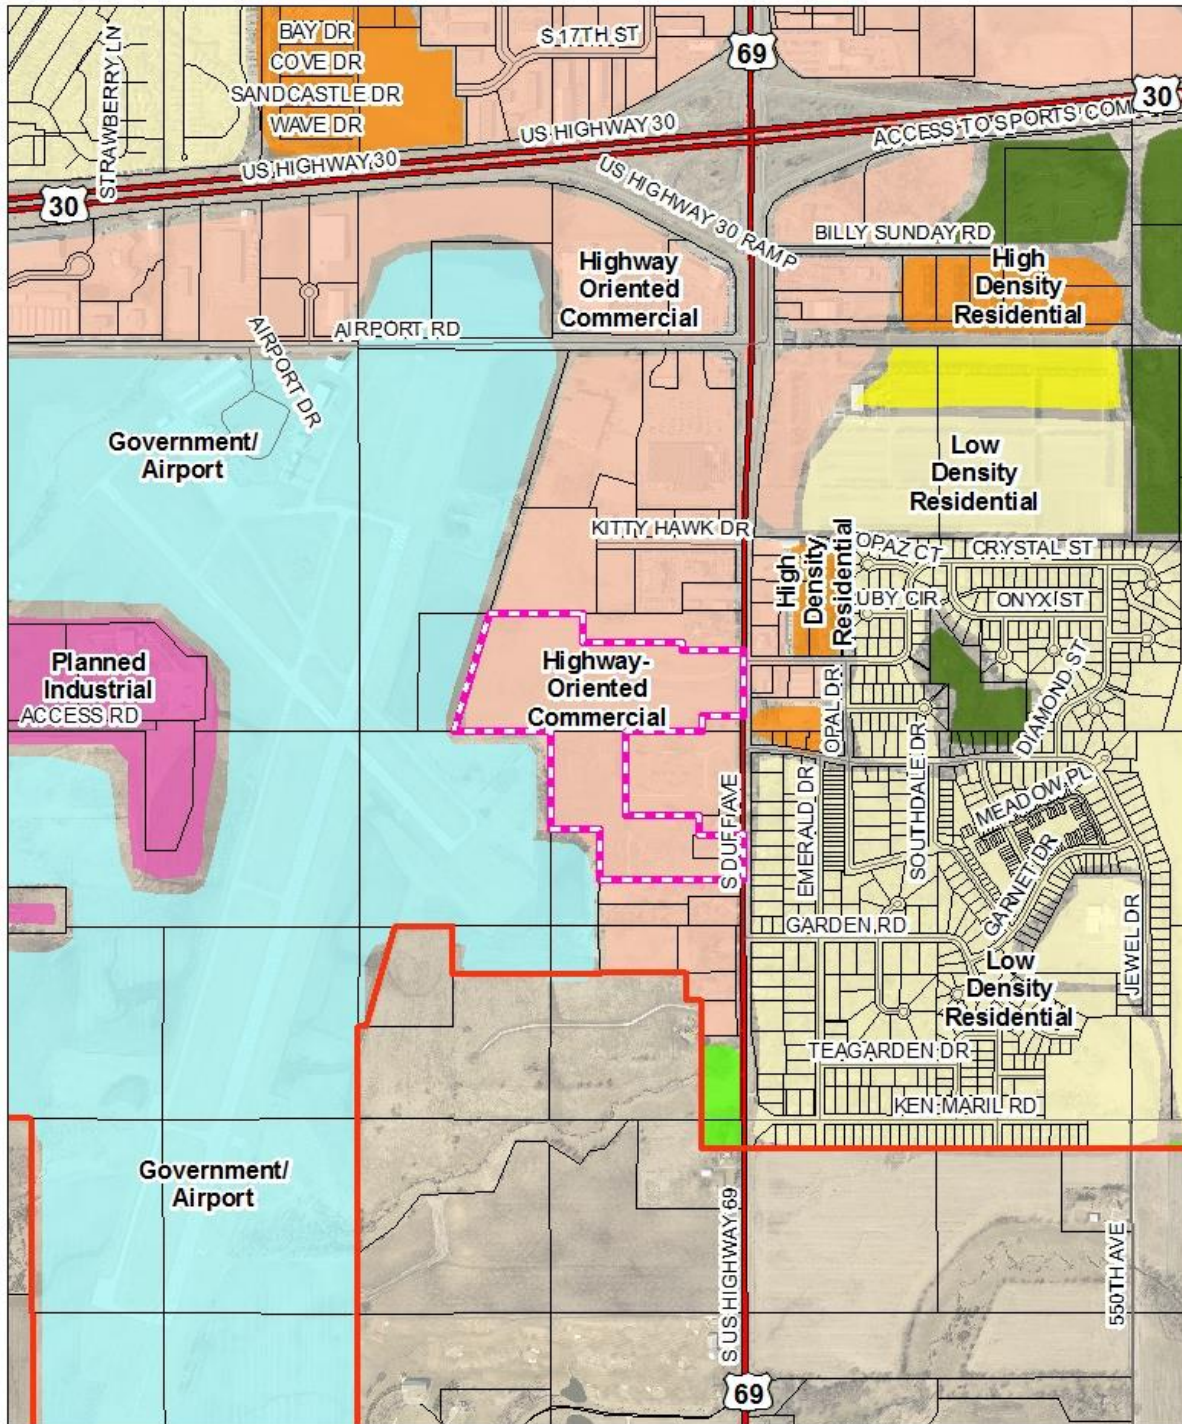 STRAWBERRY LN
BAY DR
COVE DR
SANDCASTLE DR
WAVE DR
S 17TH ST
69
30
US HIGHWAY 30
US HIGHWAY 30
ACCESS TO SPORTS COM
30
US HIGHWAY 30 RAMP
BILLY SUNDAY RD
Highway
Oriented
Commercial
High
Density
Residential
AIRPORT RD
AIRPORT DR
Government/
Airport
Low
Density
Residential
KITTY HAWK DR
High
Density
Residential
OPAZ CT
CRYSTAL ST
UBY CIR
ONYX ST
Planned
Industrial
ACCESS RD
Highway-
Oriented
Commercial
OPAL DR
DIAMOND ST
S DUFF AVE
EMERALD DR
SOUTHDALE DR
MEADOW PL
GARNET DR
JEWEL DR
GARDEN RD
Low
Density
Residential
TEAGARDEN DR
KEN MARIL RD
Government/
Airport
S US HIGHWAY 69
550TH AVE
69